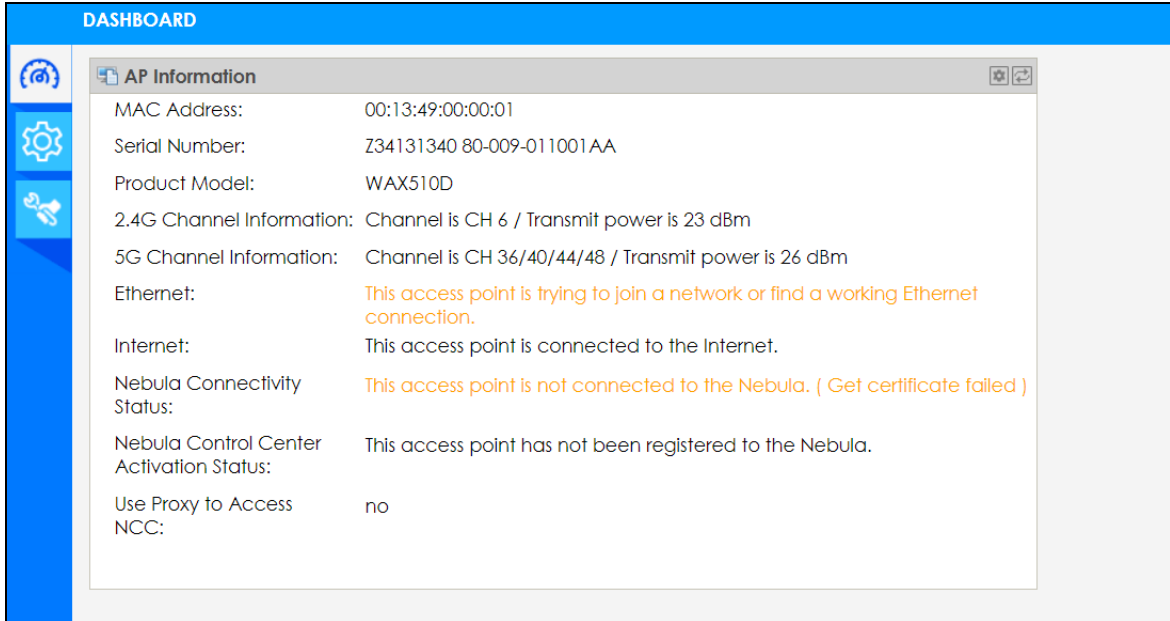 DASHBOARD
AP Information
MAC Address: 00:13:49:00:00:01
Serial Number: Z34131340 80-009-011001AA
Product Model: WAX510D
2.4G Channel Information: Channel is CH 6 / Transmit power is 23 dBm
5G Channel Information: Channel is CH 36/40/44/48 / Transmit power is 26 dBm
Ethernet: This access point is trying to join a network or find a working Ethernet
connection.
Internet: This access point is connected to the Internet.
Nebula Connectivity This access point is not connected to the Nebula. ( Get certificate failed )
Status:
Nebula Control Center This access point has not been registered to the Nebula.
Activation Status:
Use Proxy to Access no
NCC: